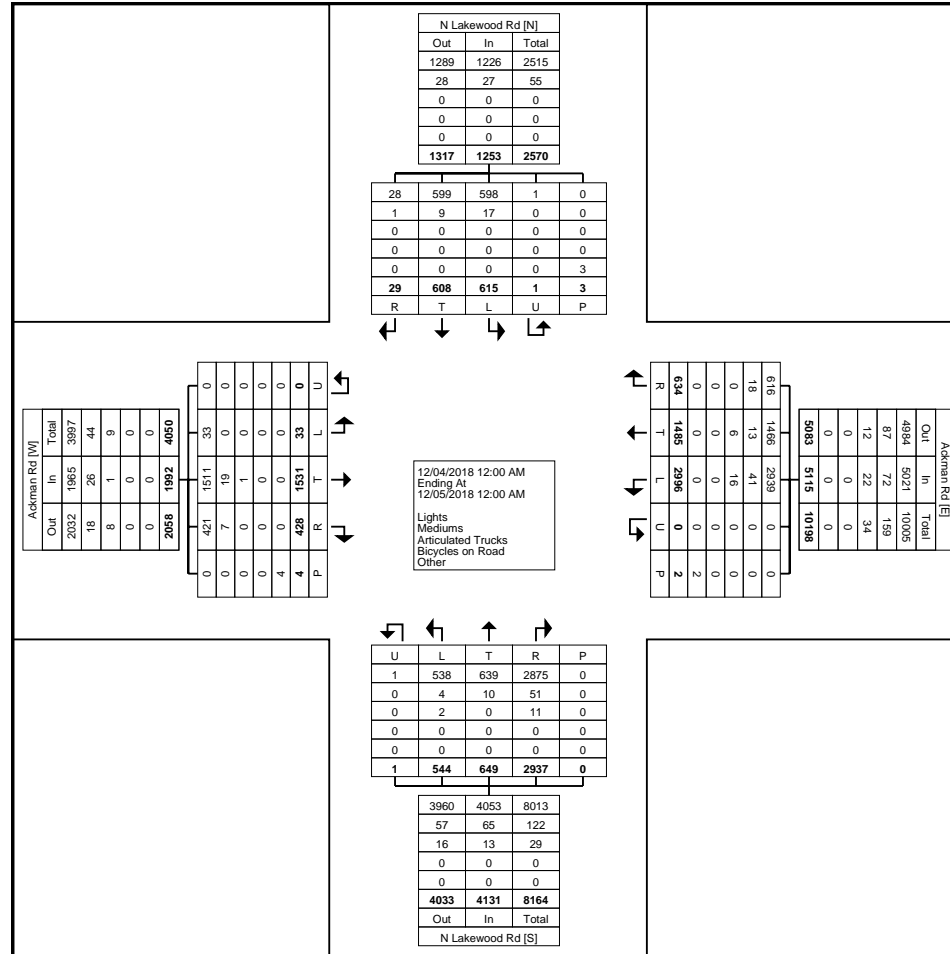 N Lakewood Rd [N]
Out In Total
1289 1226 2515
28 27 55
0 0 0
0 0 0
0 0 0
1317 1253 2570
28 599 598 1 0
1 9 17 0 0
0 0 0 0 0
0 0 0 0 0
0 0 0 0 3
29 608 615 1 3
R T L U P
Ackman Rd [W]
Total In Out
3997 1965 2032
44 26 18
9 1 8
0 0 0
0 0 0
4050 1992 2058
0 33 1511 421 0
0 0 19 7 0
0 0 1 0 0
0 0 0 0 0
0 0 0 0 4
0 33 1531 428 4
U L T R P
12/04/2018 12:00 AM
Ending At
12/05/2018 12:00 AM
Lights
Mediums
Articulated Trucks
Bicycles on Road
Other
Ackman Rd [E]
Out In Total
4984 5021 10005
87 72 159
12 22 34
0 0 0
0 0 0
5083 5115 10198
616 1466 2939 0 0
18 13 41 0 0
0 6 16 0 0
0 0 0 0 0
0 0 0 0 2
634 1485 2996 0 2
R T L U P
U L T R P
1 538 639 2875 0
0 4 10 51 0
0 2 0 11 0
0 0 0 0 0
0 0 0 0 0
1 544 649 2937 0
3960 4053 8013
57 65 122
16 13 29
0 0 0
0 0 0
4033 4131 8164
Out In Total
N Lakewood Rd [S]